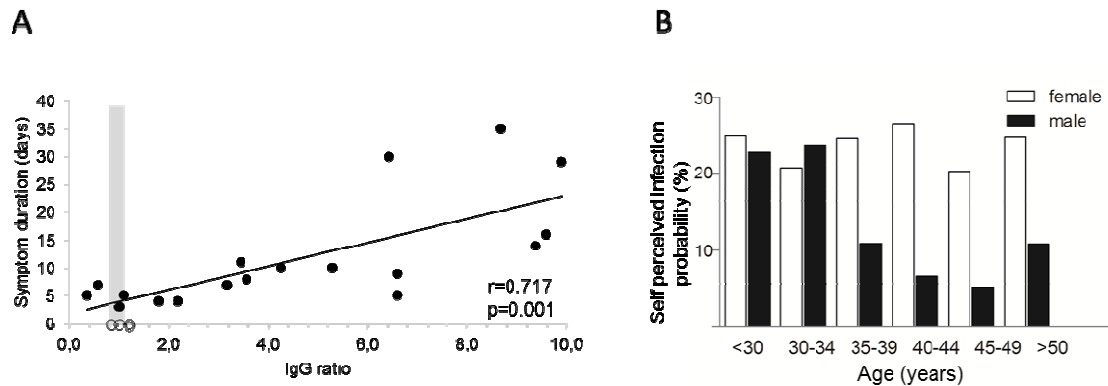 A
B
40
35
30
25
20
15
10
5
0
Symptom duration (days)
0,0
2,0
4,0
6,0
8,0
10,0
IgG ratio
r=0.717
p=0.001
30
20
10
Self perceived infection
probability (%)
female
male
<30
30-34
35-39
40-44
45-49
>50
Age (years)